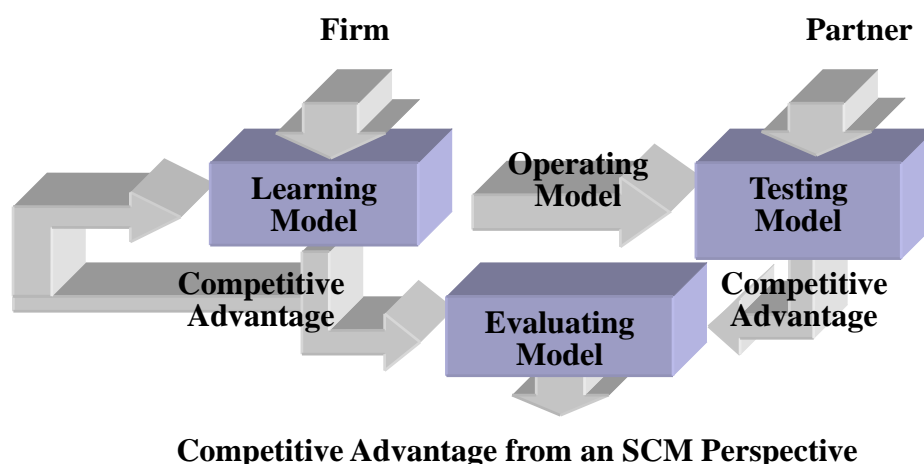 Firm
Partner
Learning
Model
Operating
Model
Testing
Model
Competitive
Advantage
Evaluating
Model
Competitive
Advantage
Competitive Advantage from an SCM Perspective